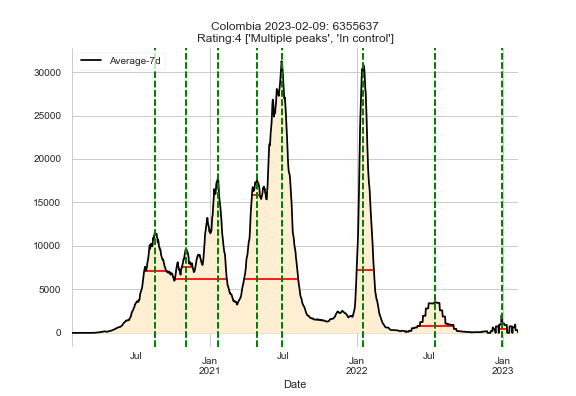 Colombia 2023-02-09: 6355637
Rating:4 ['Multiple peaks', 'In control']
Average-7d
30000
25000
20000
15000
10000
5000
0
Jul
Jan
2021
Jul
Jan
2022
Jul
Jan
2023
Date